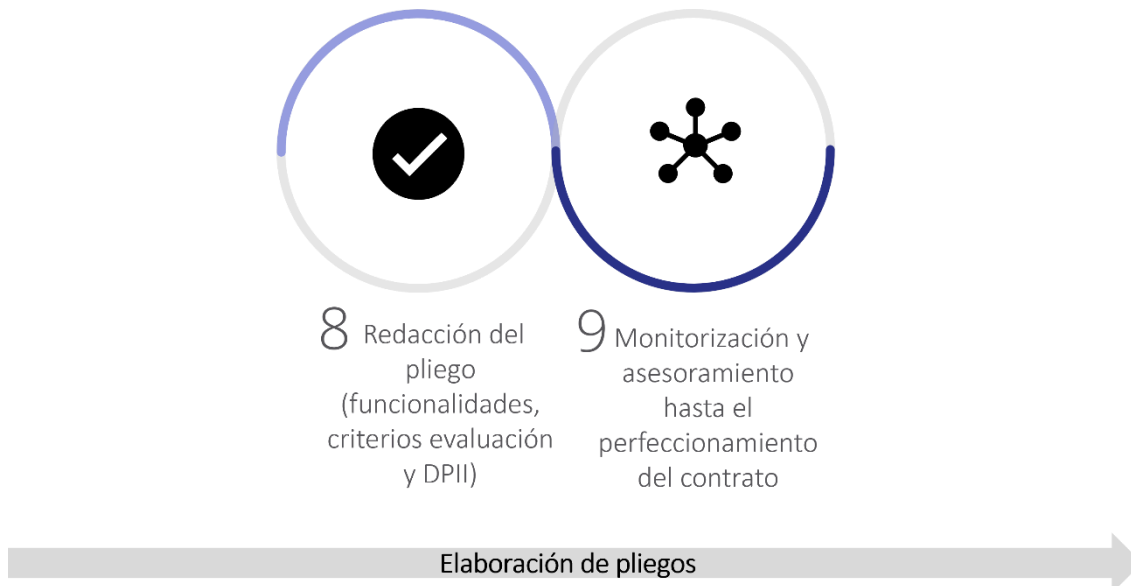 8 Redacción del
pliego
(funcionalidades,
criterios evaluación
y DPII)
9 Monitorización y
asesoramiento
hasta el
perfeccionamiento
del contrato
Elaboración de pliegos